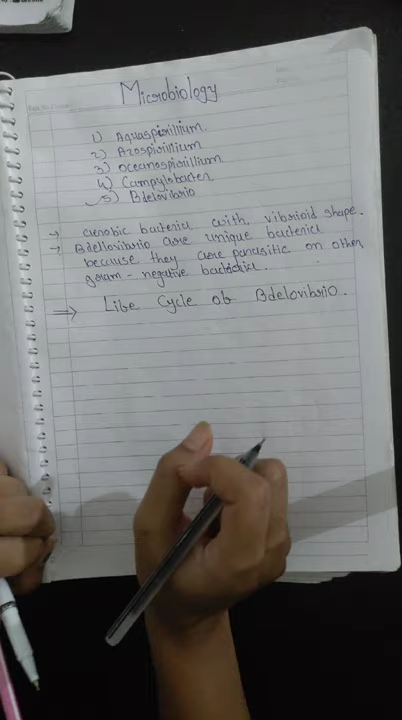 Microbiology
1) Aquaspirillium.
2) Azospirillium
3) Oceanospirillium.
4) Campylobacter.
5) Bdelovibrio
→ aerobic bacteria with vibrioid shape.
→ Bdellovibrio are unique bacteria
because they are parasitic on other
gram-negative bacteria.
⇒ Life Cycle of Bdelovibrio.